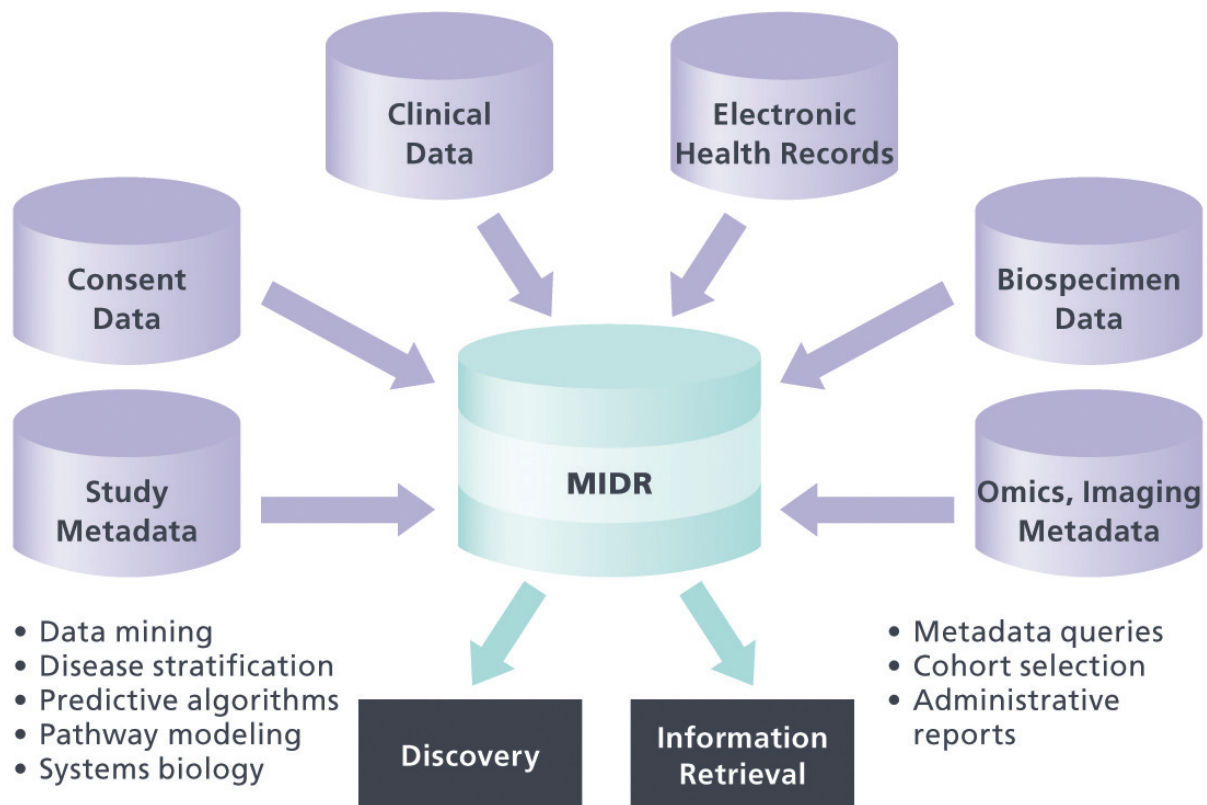 Clinical
Data
Electronic
Health Records
Consent
Data
Biospecimen
Data
Study
Metadata
MIDR
Omics, Imaging
Metadata
• Data mining
• Disease stratification
• Predictive algorithms
• Pathway modeling
• Systems biology
Discovery
Information
Retrieval
• Metadata queries
• Cohort selection
• Administrative
reports